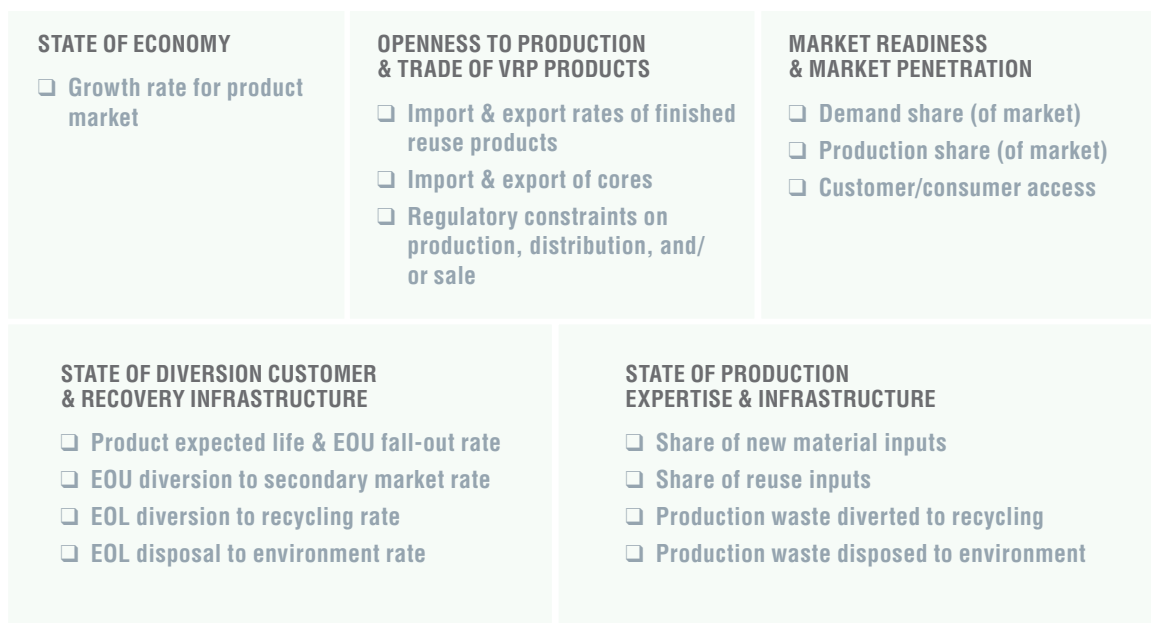 STATE OF ECONOMY
❑ Growth rate for product
market
OPENNESS TO PRODUCTION
& TRADE OF VRP PRODUCTS
❑ Import & export rates of finished
reuse products
❑ Import & export of cores
❑ Regulatory constraints on
production, distribution, and/
or sale
MARKET READINESS
& MARKET PENETRATION
❑ Demand share (of market)
❑ Production share (of market)
❑ Customer/consumer access
STATE OF DIVERSION CUSTOMER
& RECOVERY INFRASTRUCTURE
❑ Product expected life & EOU fall-out rate
❑ EOU diversion to secondary market rate
❑ EOL diversion to recycling rate
❑ EOL disposal to environment rate
STATE OF PRODUCTION
EXPERTISE & INFRASTRUCTURE
❑ Share of new material inputs
❑ Share of reuse inputs
❑ Production waste diverted to recycling
❑ Production waste disposed to environment